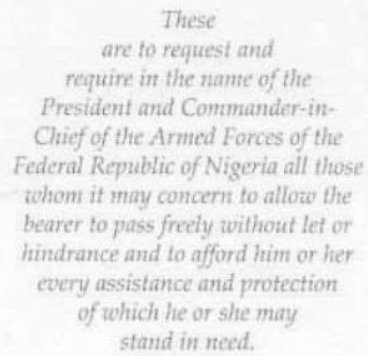 These
are to request and
require in the name of the
President and Commander-in-
Chief of the Armed Forces of the
Federal Republic of Nigeria all those
whom it may concern to allow the
bearer to pass freely without let or
hindrance and to afford him or her
every assistance and protection
of which he or she may
stand in need.